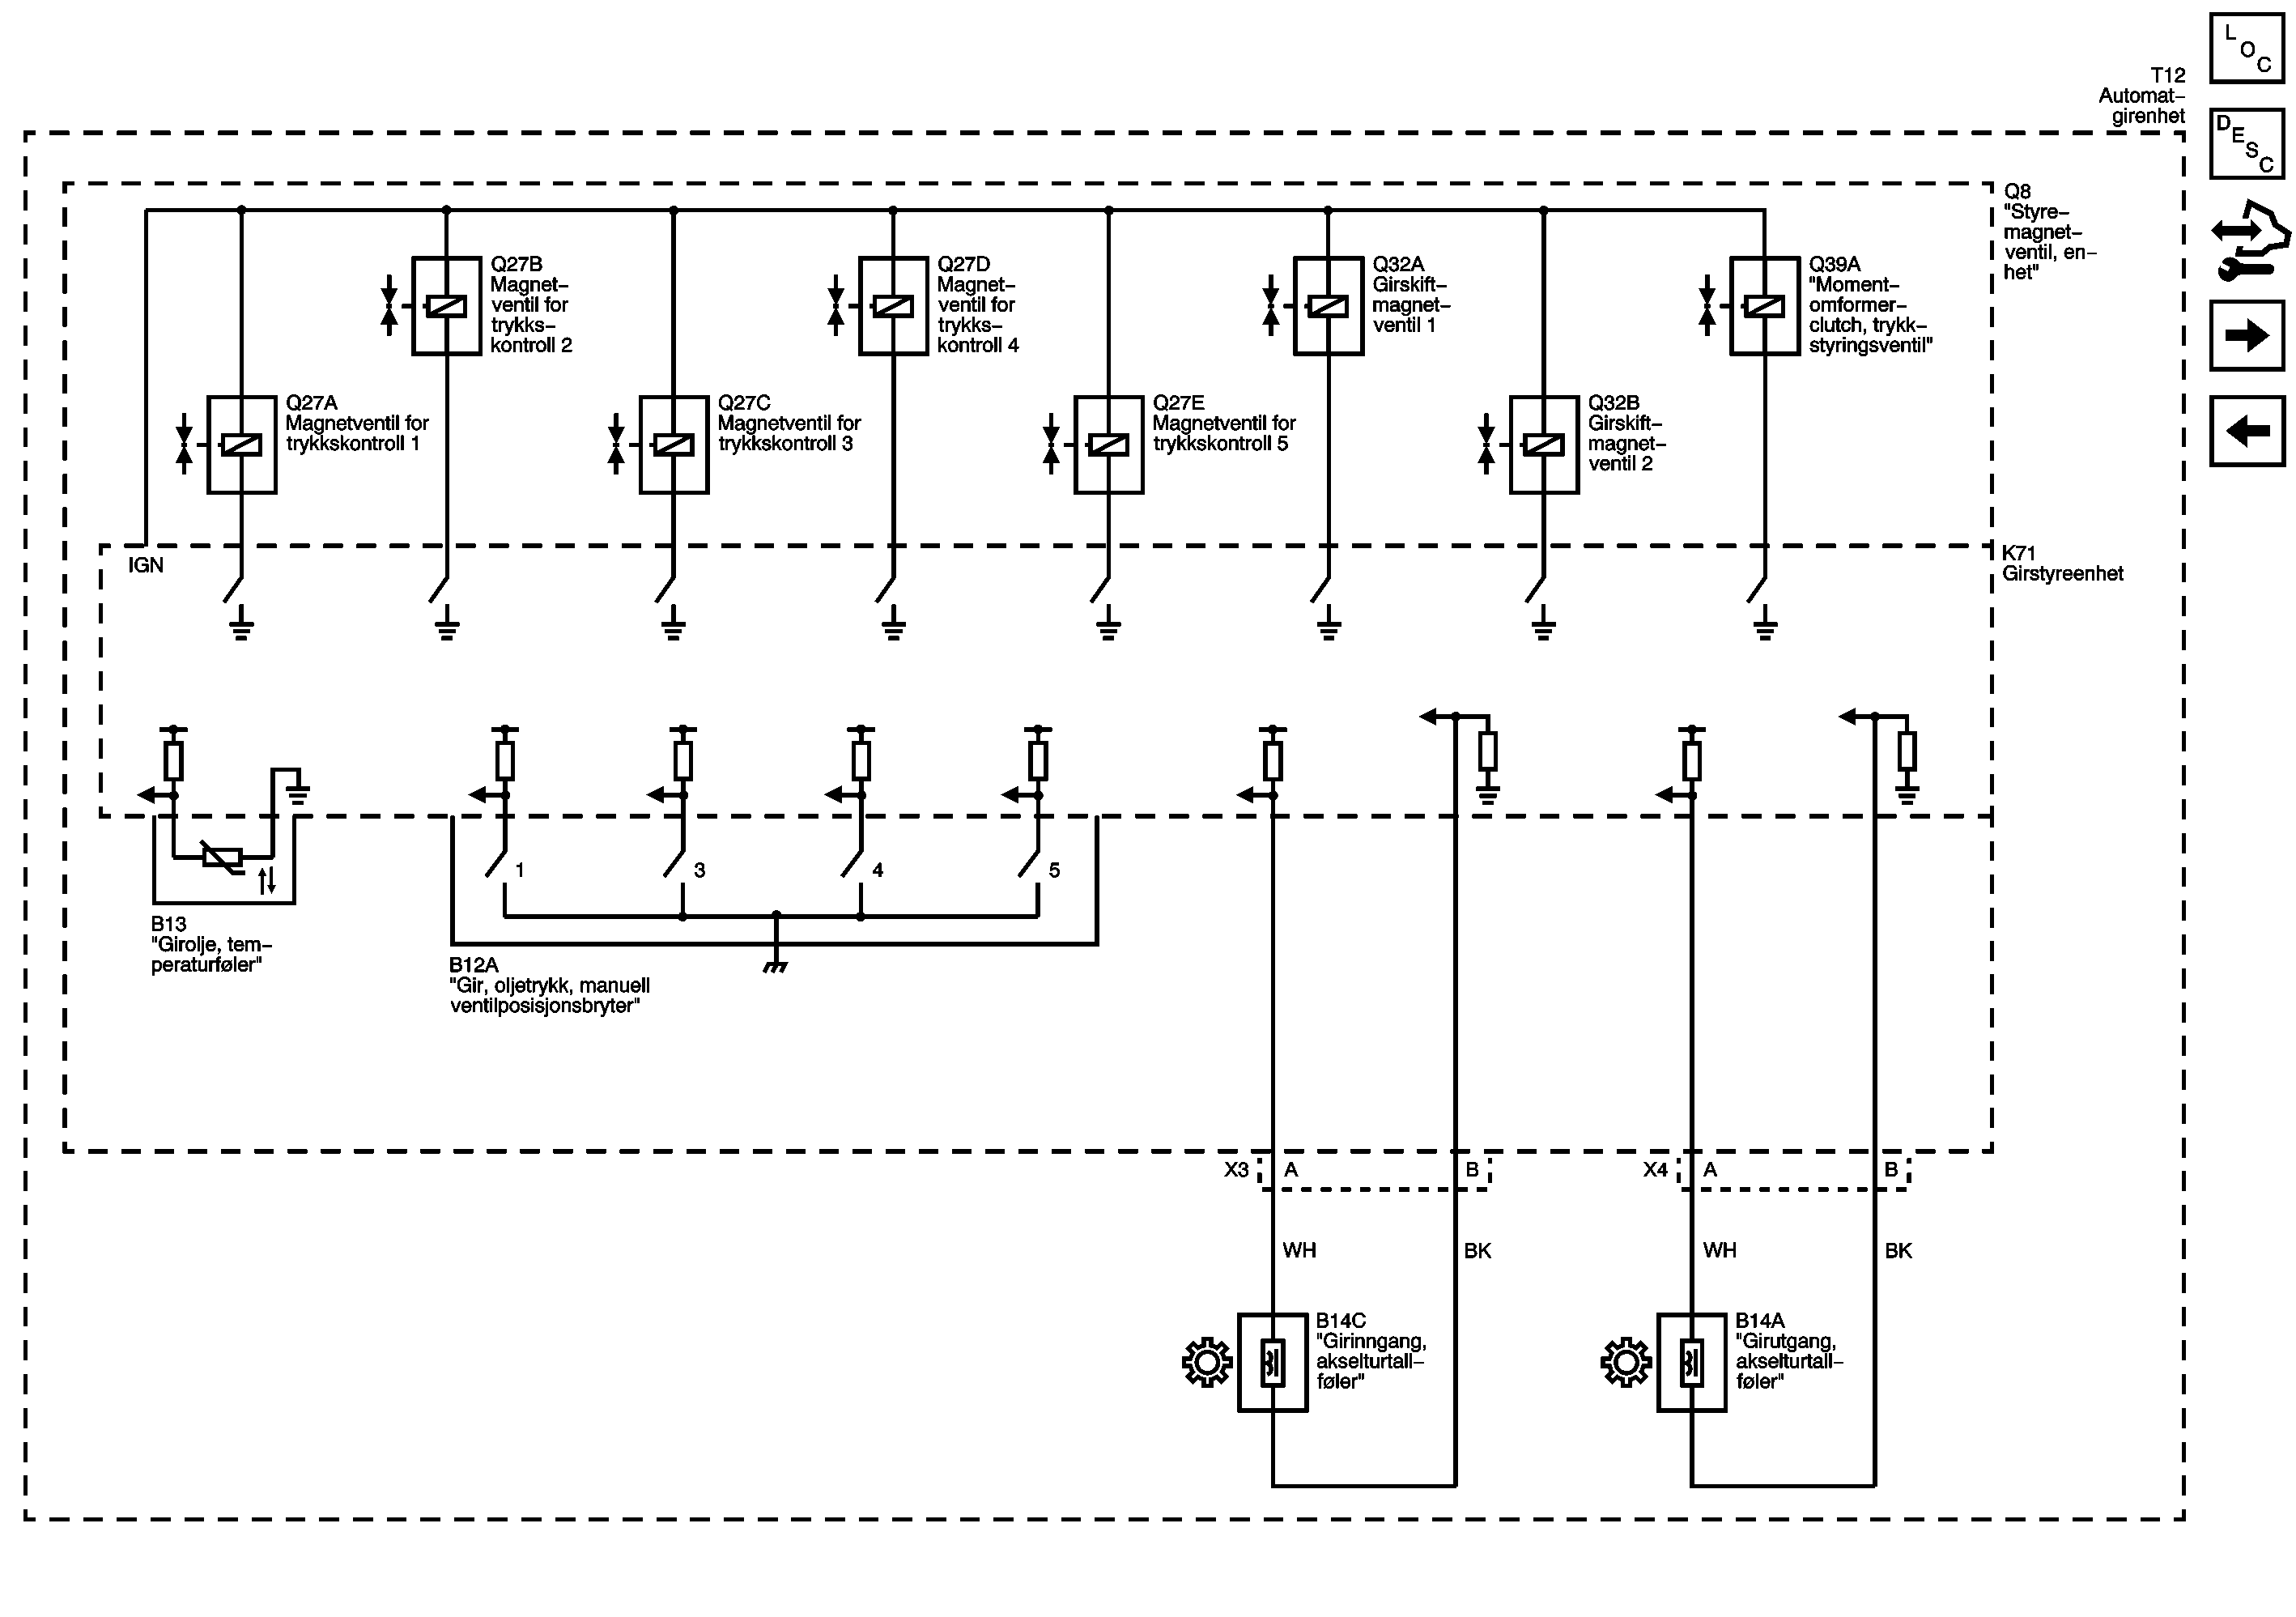 L
O
C
T12
Automat-
girenhet
D
E
S
C
Q8
"Styre-
magnet-
ventil, en-
het"
Q27B
Magnet-
ventil for
trykks-
kontroll 2
Q27D
Magnet-
ventil for
trykks-
kontroll 4
Q32A
Girskift-
magnet-
ventil 1
Q39A
"Moment-
omformer-
clutch, trykk-
styringsventil"
Q27A
Magnetventil for
trykkskontroll 1
Q27C
Magnetventil for
trykkskontroll 3
Q27E
Magnetventil for
trykkskontroll 5
Q32B
Girskift-
magnet-
ventil 2
IGN
K71
Girstyreenhet
1
3
4
5
B13
"Girolje, tem-
peraturføler"
B12A
"Gir, oljetrykk, manuell
ventilposisjonsbryter"
X3
A
B
X4
A
B
WH
BK
WH
BK
B14C
"Girinngang,
akselturtall-
føler"
B14A
"Girutgang,
akselturtall-
føler"